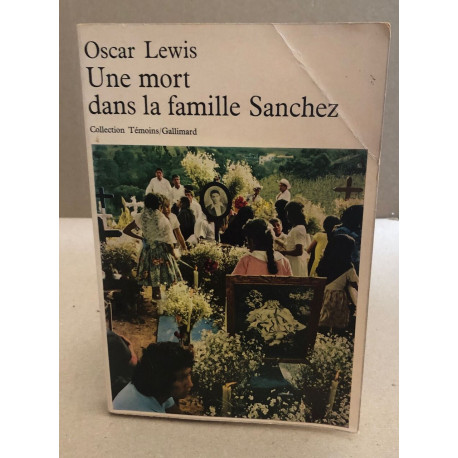 Oscar Lewis
Une mort
dans la famille Sanchez
Collection Témoins/Gallimard